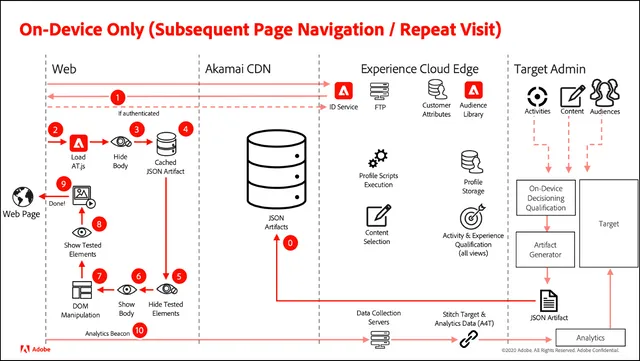 On-Device Only (Subsequent Page Navigation / Repeat Visit)
Web
Akamai CDN
Experience Cloud Edge
Target Admin
1
If authenticated
ID Service
FTP
Customer
Attributes
Audience
Library
Activities
Content
Audiences
2
3
4
Load
AT.js
Hide
Body
Cached
JSON Artifact
Profile Scripts
Execution
Profile
Storage
On-Device
Decisioning
Qualification
Target
9
Done!
Web Page
8
Show Tested
Elements
JSON
Artifacts
0
Content
Selection
Activity & Experience
Qualification
(all views)
Artifact
Generator
7
6
5
DOM
Manipulation
Show
Body
Hide Tested
Elements
JSON Artifact
Analytics Beacon
10
Data Collection
Servers
Stitch Target &
Analytics Data (A4T)
Analytics
Adobe
©2020 Adobe. All Rights Reserved. Adobe Confidential.